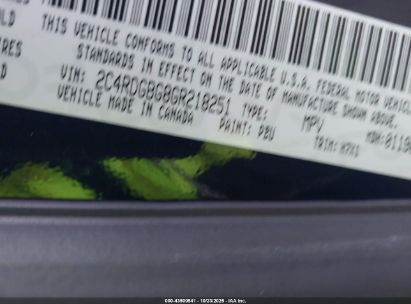 THIS VEHICLE CONFORMS TO ALL APPLICABLE U.S.A. FEDERAL MOTOR VEHICLE
STANDARDS IN EFFECT ON THE DATE OF MANUFACTURE SHOWN ABOVE.
VIN: 2C4RDGBG8GR218251 TYPE: MPV
VEHICLE MADE IN CANADA PAINT: PBU TRIM: